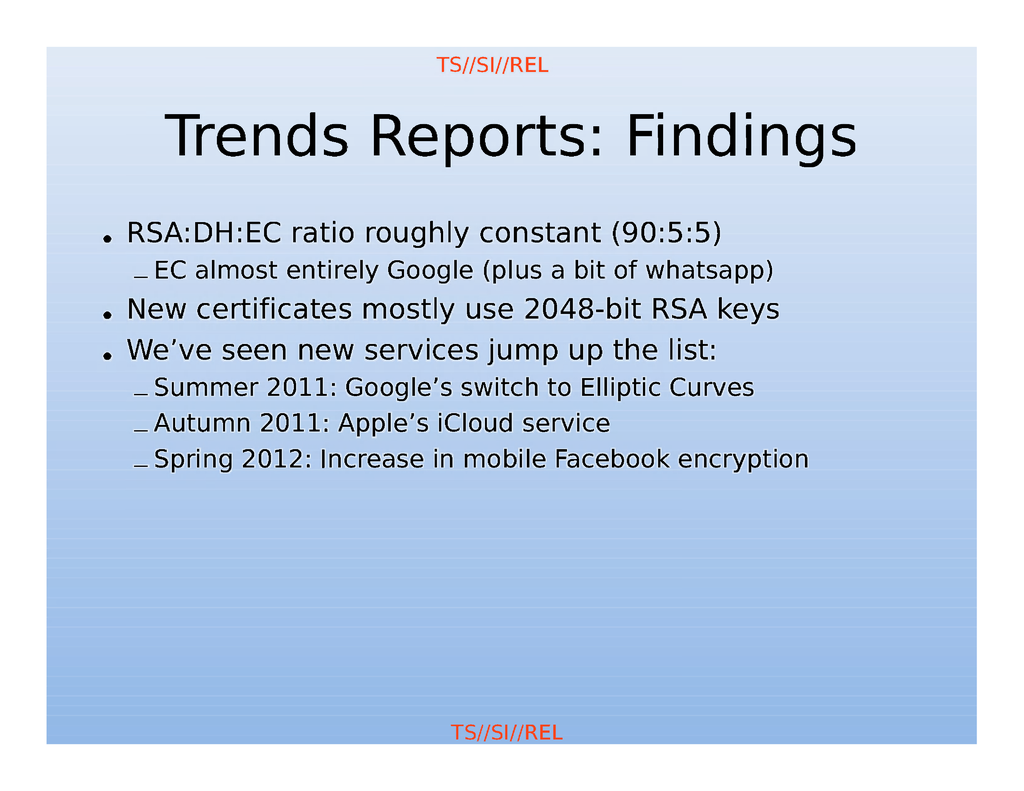 TS//SI//REL
Trends Reports: Findings
● RSA:DH:EC ratio roughly constant (90:5:5)
– EC almost entirely Google (plus a bit of whatsapp)
● New certificates mostly use 2048-bit RSA keys
● We’ve seen new services jump up the list:
– Summer 2011: Google’s switch to Elliptic Curves
– Autumn 2011: Apple’s iCloud service
– Spring 2012: Increase in mobile Facebook encryption
TS//SI//REL